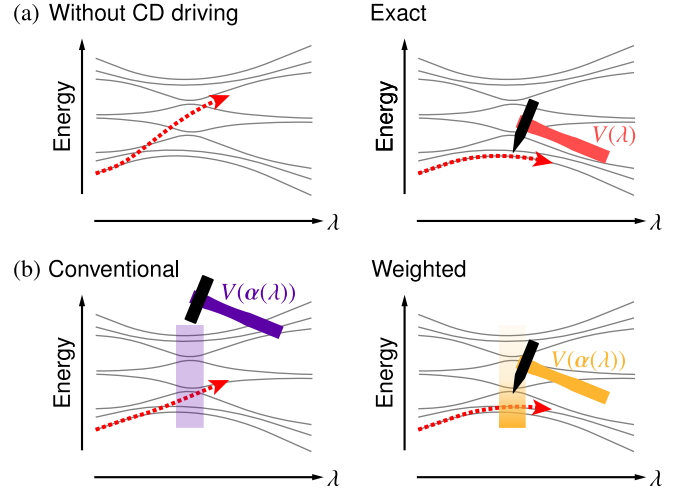 (a) Without CD driving
Exact
Energy
λ
Energy
V(λ)
λ
(b) Conventional
Weighted
Energy
V(α(λ))
λ
Energy
V(α(λ))
λ